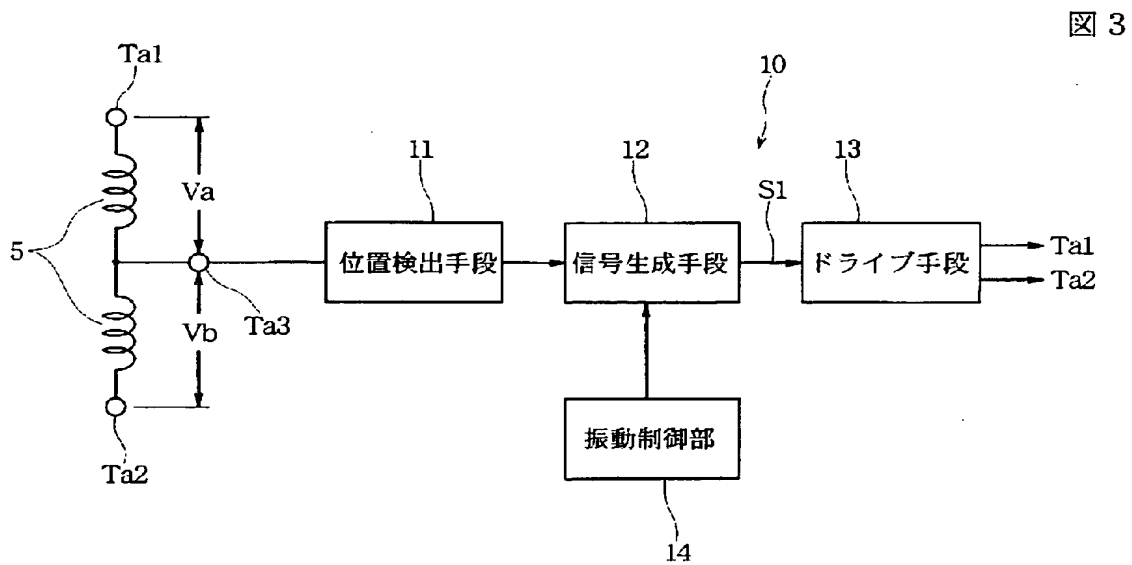 図 3
Ta1
10
11
12
13
Va
S1
5
位置検出手段
信号生成手段
ドライブ手段
Ta1
Ta2
Ta3
Vb
振動制御部
Ta2
14